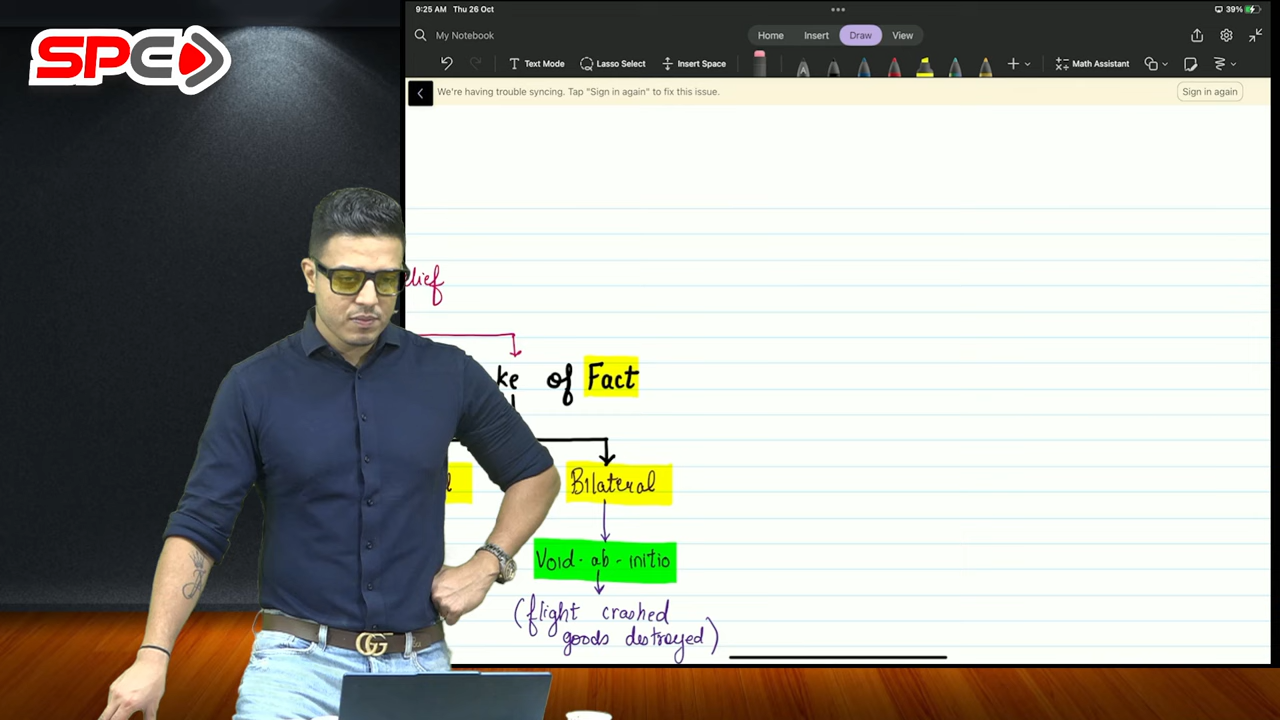 SPED
9:25 AM Thu 26 Oct
39%
My Notebook
Home Insert Draw View
Text Mode Lasso Select Insert Space Math Assistant
We're having trouble syncing. Tap "Sign in again" to fix this issue.
Sign in again
lief
ke of Fact
l Bilateral
Void-ab-initio
(flight crashed
goods destroyed)
GG